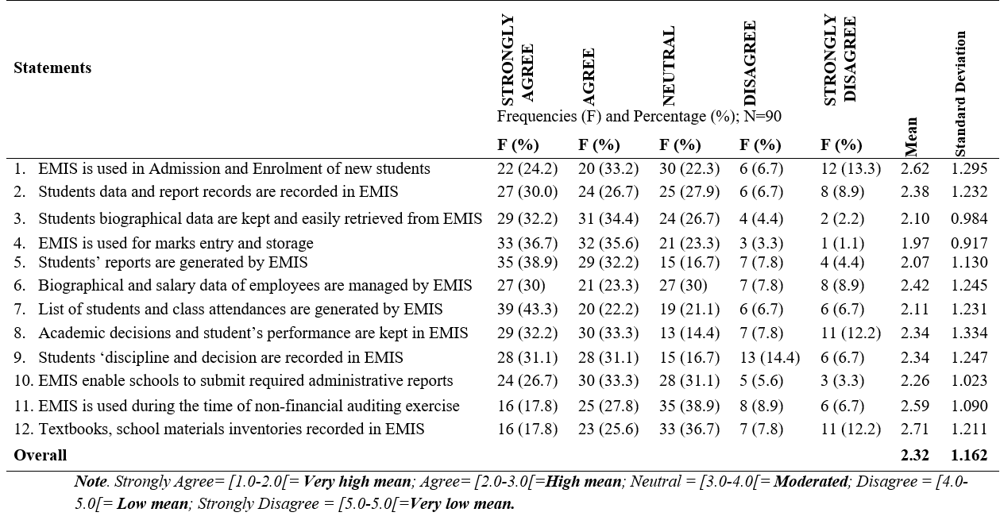 Statements STRONGLY AGREE AGREE NEUTRAL DISAGREE STRONGLY DISAGREE Mean Standard Deviation
Frequencies (F) and Percentage (%); N=90
F (%) F (%) F (%) F (%) F (%)
1. EMIS is used in Admission and Enrolment of new students 22 (24.2) 20 (33.2) 30 (22.3) 6 (6.7) 12 (13.3) 2.62 1.295
2. Students data and report records are recorded in EMIS 27 (30.0) 24 (26.7) 25 (27.9) 6 (6.7) 8 (8.9) 2.38 1.232
3. Students biographical data are kept and easily retrieved from EMIS 29 (32.2) 31 (34.4) 24 (26.7) 4 (4.4) 2 (2.2) 2.10 0.984
4. EMIS is used for marks entry and storage 33 (36.7) 32 (35.6) 21 (23.3) 3 (3.3) 1 (1.1) 1.97 0.917
5. Students’ reports are generated by EMIS 35 (38.9) 29 (32.2) 15 (16.7) 7 (7.8) 4 (4.4) 2.07 1.130
6. Biographical and salary data of employees are managed by EMIS 27 (30) 21 (23.3) 27 (30) 7 (7.8) 8 (8.9) 2.42 1.245
7. List of students and class attendances are generated by EMIS 39 (43.3) 20 (22.2) 19 (21.1) 6 (6.7) 6 (6.7) 2.11 1.231
8. Academic decisions and student’s performance are kept in EMIS 29 (32.2) 30 (33.3) 13 (14.4) 7 (7.8) 11 (12.2) 2.34 1.334
9. Students ‘discipline and decision are recorded in EMIS 28 (31.1) 28 (31.1) 15 (16.7) 13 (14.4) 6 (6.7) 2.34 1.247
10. EMIS enable schools to submit required administrative reports 24 (26.7) 30 (33.3) 28 (31.1) 5 (5.6) 3 (3.3) 2.26 1.023
11. EMIS is used during the time of non-financial auditing exercise 16 (17.8) 25 (27.8) 35 (38.9) 8 (8.9) 6 (6.7) 2.59 1.090
12. Textbooks, school materials inventories recorded in EMIS 16 (17.8) 23 (25.6) 33 (36.7) 7 (7.8) 11 (12.2) 2.71 1.211
Overall 2.32 1.162
Note. Strongly Agree= [1.0-2.0[= Very high mean; Agree= [2.0-3.0[=High mean; Neutral = [3.0-4.0[= Moderated; Disagree = [4.0-
5.0[= Low mean; Strongly Disagree = [5.0-5.0[=Very low mean.